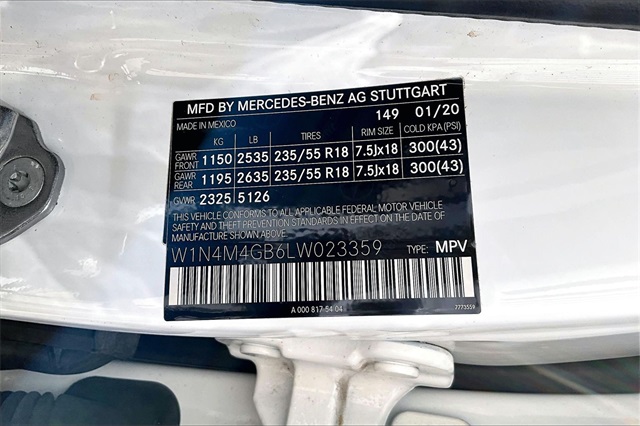 MFD BY MERCEDES-BENZ AG STUTTGART
MADE IN MEXICO 149 01/20
KG LB TIRES RIM SIZE COLD KPA (PSI)
GAWR FRONT 1150 2535 235/55 R18 7.5Jx18 300(43)
GAWR REAR 1195 2635 235/55 R18 7.5Jx18 300(43)
GVWR 2325 5126
THIS VEHICLE CONFORMS TO ALL APPLICABLE FEDERAL MOTOR VEHICLE
SAFETY AND THEFT PREVENTION STANDARDS IN EFFECT ON THE DATE
OF MANUFACTURE SHOWN ABOVE.
W1N4M4GB6LW023359 TYPE: MPV
A 000 817 54 04 7773559